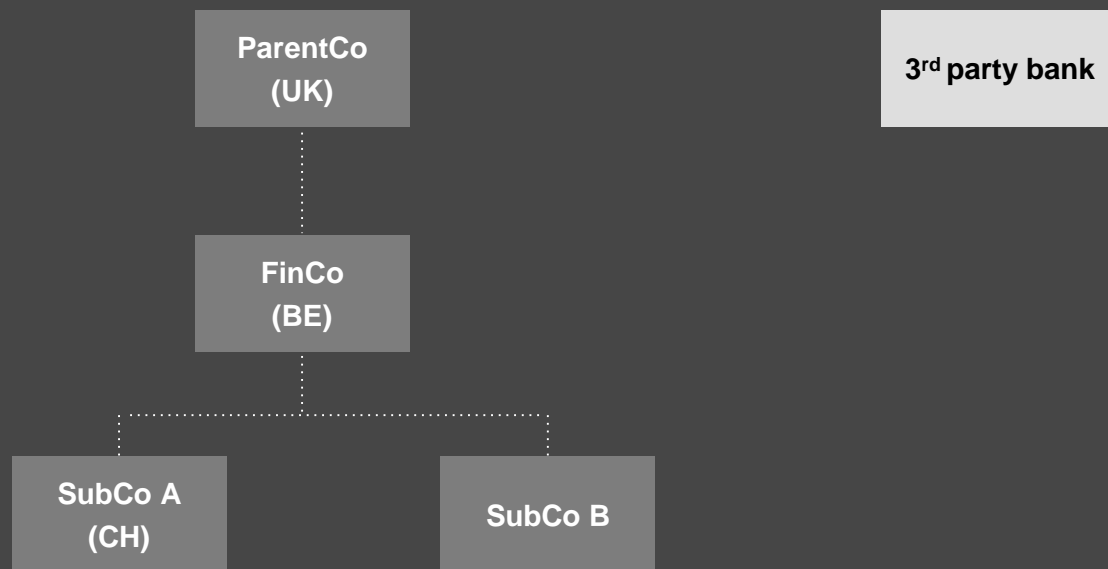 ParentCo
(UK)
3rd party bank
FinCo
(BE)
SubCo A
(CH)
SubCo B